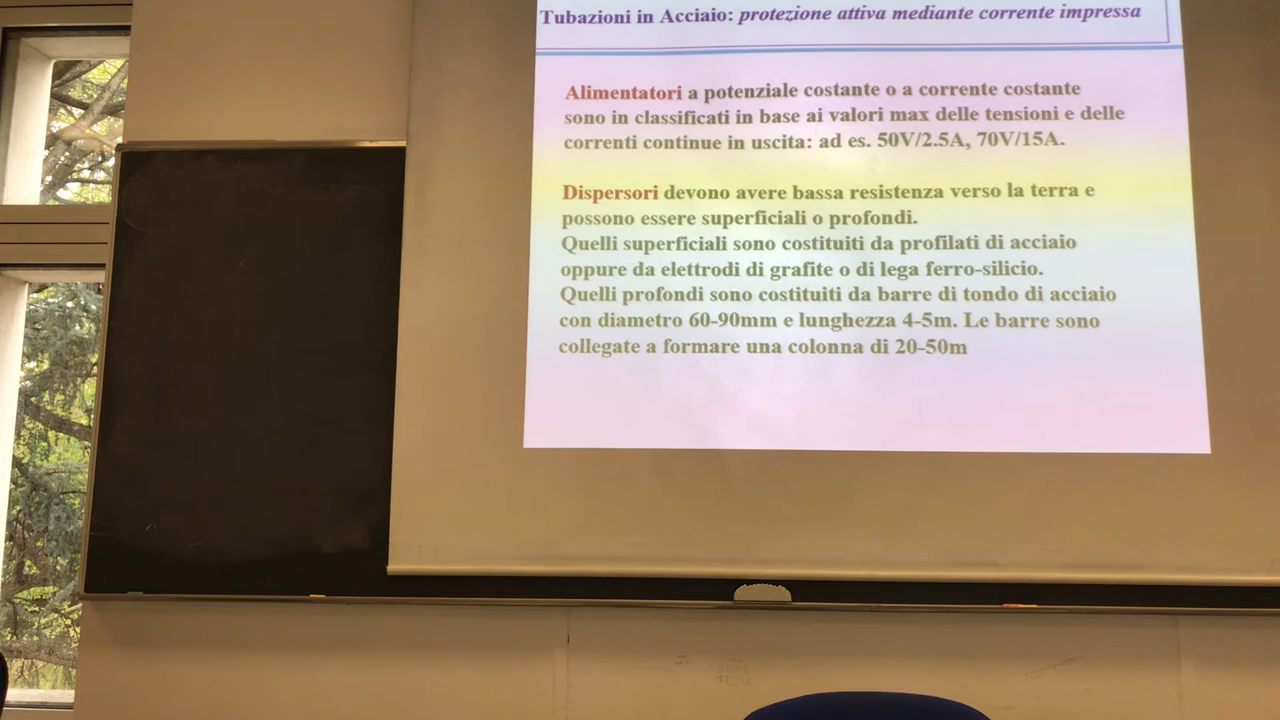 Tubazioni in Acciaio: protezione attiva mediante corrente impressa
Alimentatori a potenziale costante o a corrente costante
sono in classificati in base ai valori max delle tensioni e delle
correnti continue in uscita: ad es. 50V/2.5A, 70V/15A.
Dispersori devono avere bassa resistenza verso la terra e
possono essere superficiali o profondi.
Quelli superficiali sono costituiti da profilati di acciaio
oppure da elettrodi di grafite o di lega ferro-silicio.
Quelli profondi sono costituiti da barre di tondo di acciaio
con diametro 60-90mm e lunghezza 4-5m. Le barre sono
collegate a formare una colonna di 20-50m